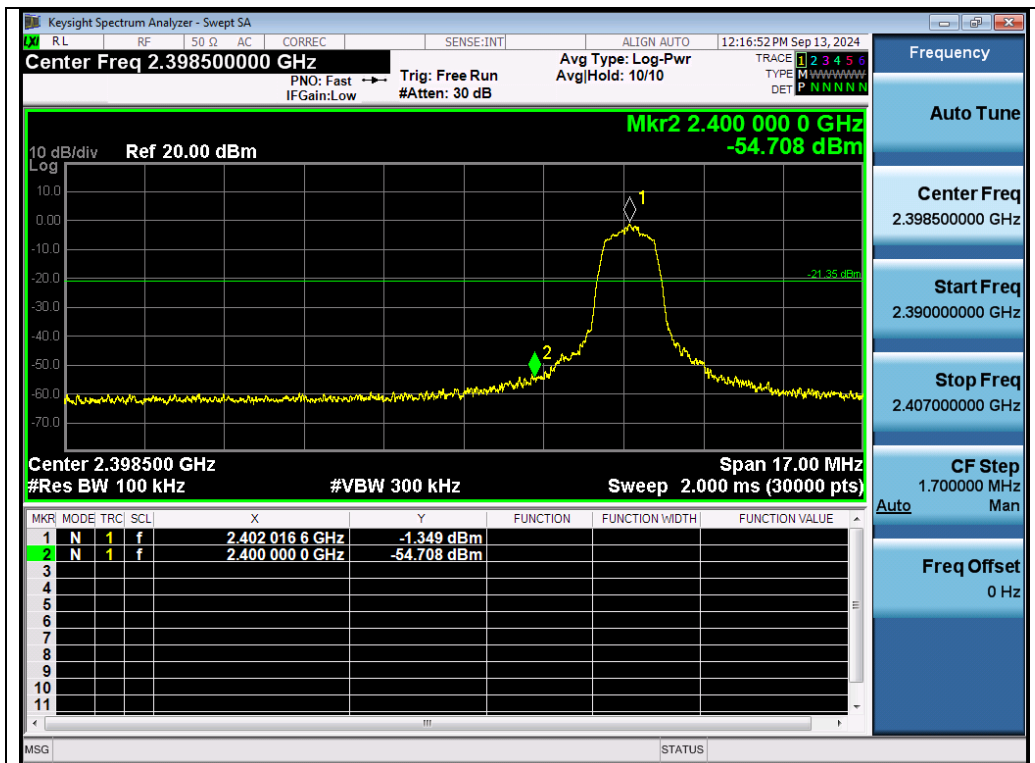 Keysight Spectrum Analyzer - Swept SA
LXI RL RF 50 Ω AC CORREC SENSE:INT ALIGN AUTO 12:16:52 PM Sep 13, 2024
Center Freq 2.398500000 GHz
PNO: Fast
IFGain:Low
Trig: Free Run
#Atten: 30 dB
Avg Type: Log-Pwr
Avg|Hold: 10/10
TRACE 1 2 3 4 5 6
TYPE M W W W W W
DET P N N N N N
Mkr2 2.400 000 0 GHz
-54.708 dBm
10 dB/div Ref 20.00 dBm
Log
10.0
0.00
-10.0
-20.0
-30.0
-40.0
-50.0
-60.0
-70.0
1
-21.35 dBm
2
Center 2.398500 GHz Span 17.00 MHz
#Res BW 100 kHz #VBW 300 kHz Sweep 2.000 ms (30000 pts)
MKR MODE TRC SCL X Y FUNCTION FUNCTION WIDTH FUNCTION VALUE
1 N 1 f 2.402 016 6 GHz -1.349 dBm
2 N 1 f 2.400 000 0 GHz -54.708 dBm
3
4
5
6
7
8
9
10
11
MSG STATUS
Frequency
Auto Tune
Center Freq
2.398500000 GHz
Start Freq
2.390000000 GHz
Stop Freq
2.407000000 GHz
CF Step
1.700000 MHz
Auto Man
Freq Offset
0 Hz